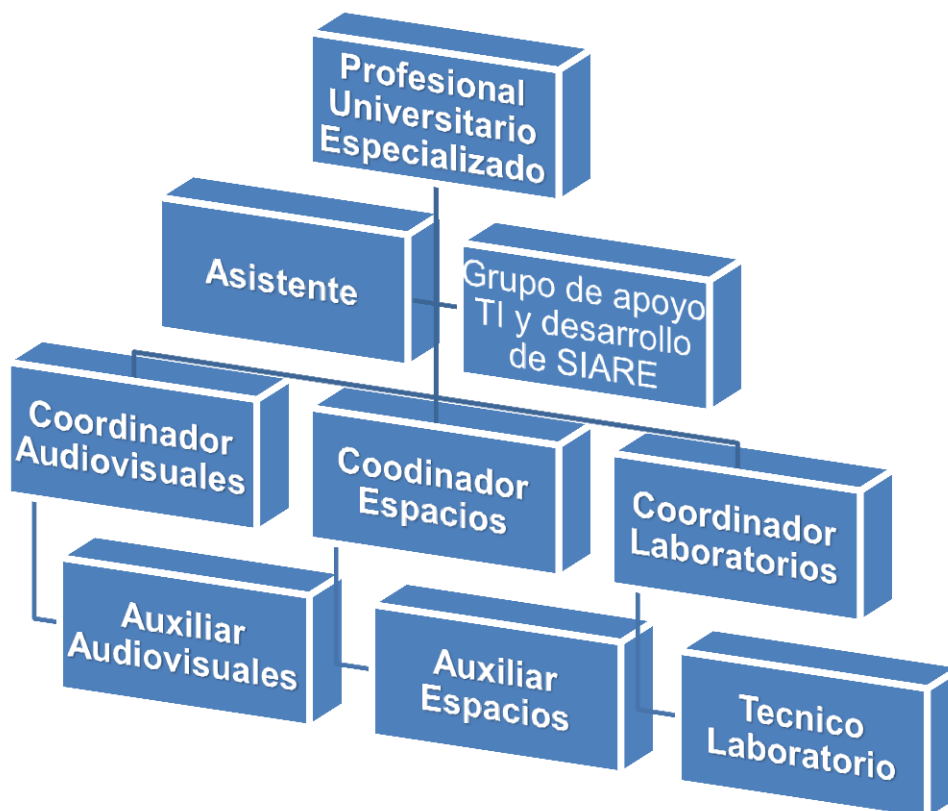 Profesional
Universitario
Especializado
Asistente
Grupo de apoyo
TI y desarrollo
de SIARE
Coordinador
Audiovisuales
Coodinador
Espacios
Coordinador
Laboratorios
Auxiliar
Audiovisuales
Auxiliar
Espacios
Tecnico
Laboratorio